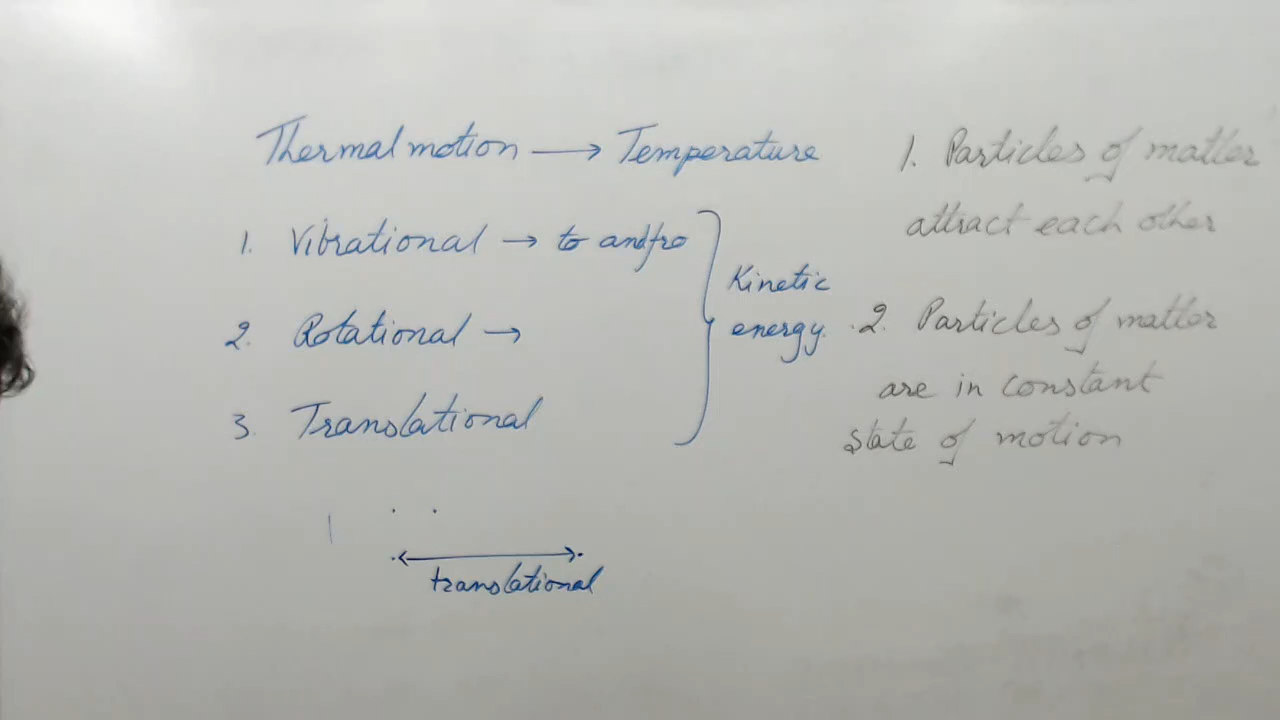 Thermal motion → Temperature
1. Vibrational → to and fro
2. Rotational →
3. Translational
Kinetic
energy.
translational
1. Particles of matter
attract each other
2. Particles of matter
are in constant
state of motion